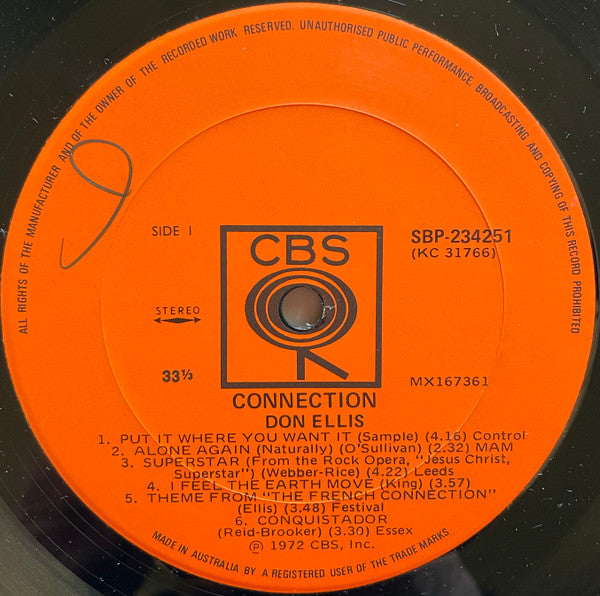 ALL RIGHTS OF THE MANUFACTURER AND OF THE OWNER OF THE RECORDED WORK RESERVED. UNAUTHORISED PUBLIC PERFORMANCE, BROADCASTING AND COPYING OF THIS RECORD PROHIBITED
SIDE 1
CBS
SBP-234251
(KC 31766)
STEREO
33⅓
MX167361
CONNECTION
DON ELLIS
1. PUT IT WHERE YOU WANT IT (Sample) (4.16) Control
2. ALONE AGAIN (Naturally) (O'Sullivan) (2.32) MAM
3. SUPERSTAR (From the Rock Opera, "Jesus Christ,
Superstar") (Webber-Rice) (4.22) Leeds
4. I FEEL THE EARTH MOVE (King) (3.57)
5. THEME FROM "THE FRENCH CONNECTION"
(Ellis) (3.48) Festival
6. CONQUISTADOR
(Reid-Brooker) (3.30) Essex
℗ 1972 CBS, Inc.
MADE IN AUSTRALIA BY A REGISTERED USER OF THE TRADE MARKS